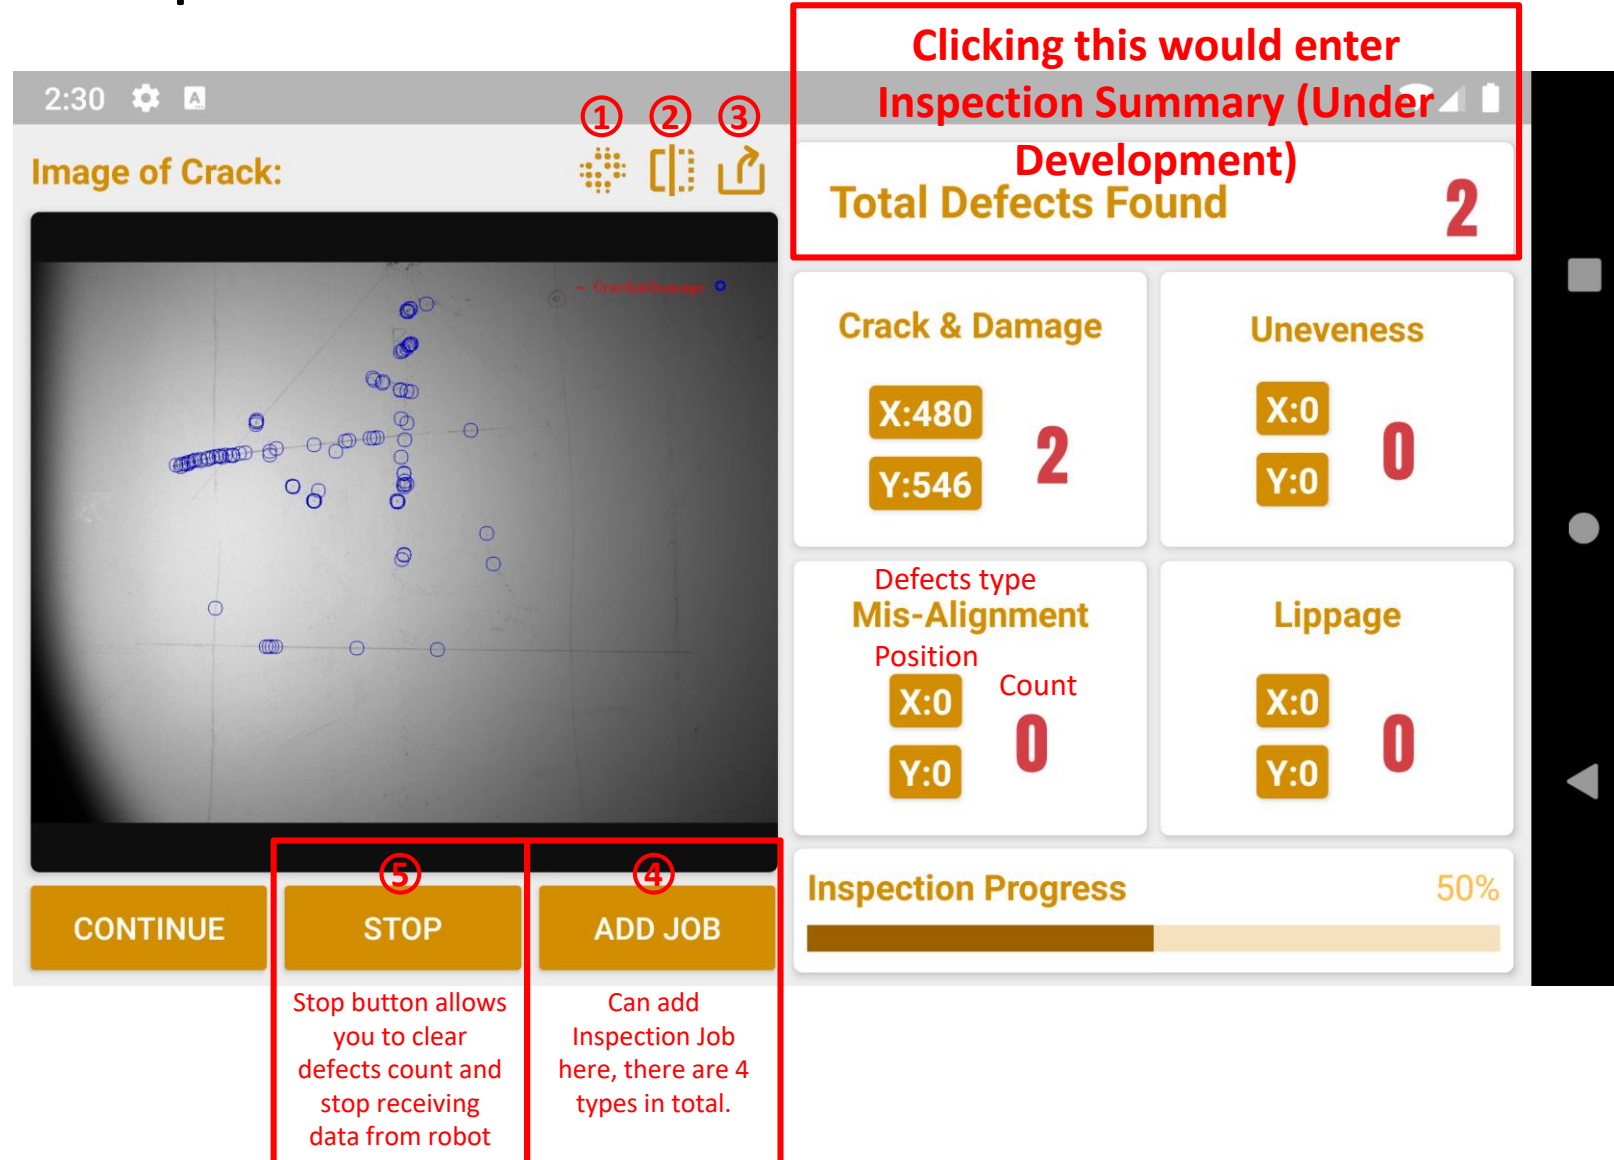 Clicking this would enter
Inspection Summary (Under
Development)
2:30
A
① ② ③
Image of Crack:
Total Defects Found 2
- Crack&Damage
Crack & Damage
X:480
Y:546
2
Uneveness
X:0
Y:0
0
Defects type
Mis-Alignment
Position
Count
X:0
Y:0
0
Lippage
X:0
Y:0
0
⑤
④
CONTINUE
STOP
ADD JOB
Inspection Progress 50%
Stop button allows
you to clear
defects count and
stop receiving
data from robot
Can add
Inspection Job
here, there are 4
types in total.